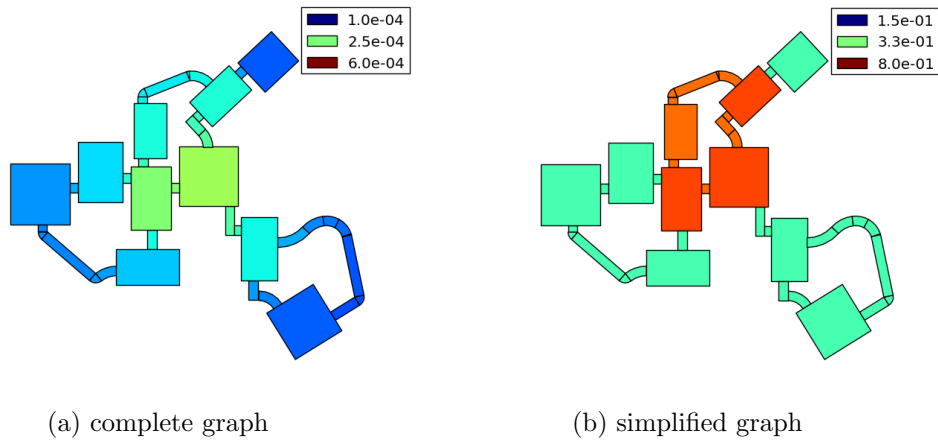 1.0e-04
2.5e-04
6.0e-04
1.5e-01
3.3e-01
8.0e-01
(a) complete graph
(b) simplified graph